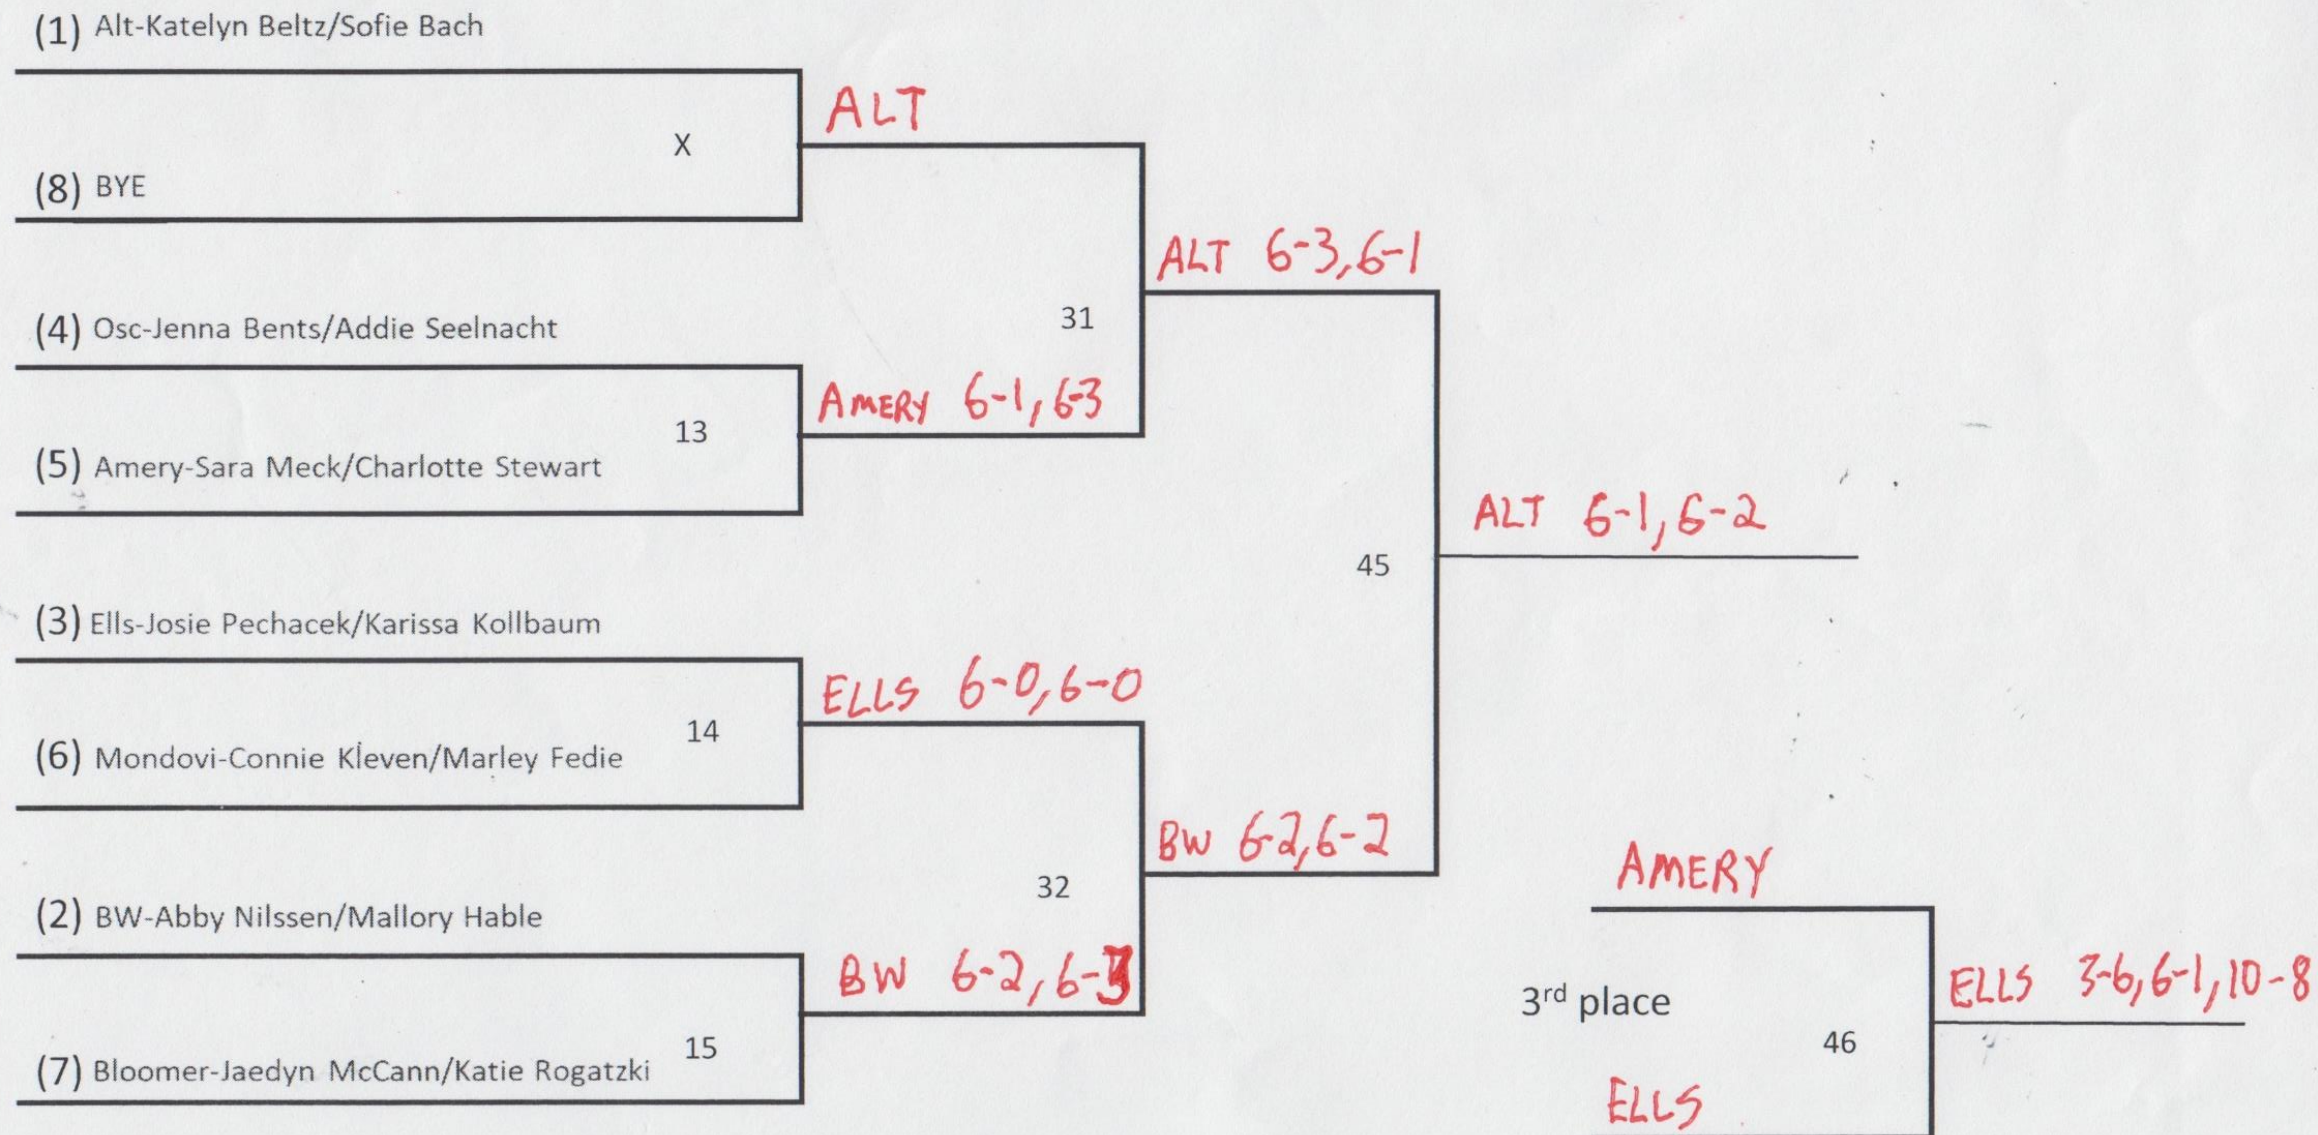 (1) Alt-Katelyn Beltz/Sofie Bach
ALT
X
(8) BYE
ALT 6-3, 6-1
(4) Osc-Jenna Bents/Addie Seelnacht
31
AMERY 6-1, 6-3
13
(5) Amery-Sara Meck/Charlotte Stewart
ALT 6-1, 6-2
45
(3) Ells-Josie Pechacek/Karissa Kollbaum
ELLS 6-0, 6-0
14
(6) Mondovi-Connie Kleven/Marley Fedie
BW 6-2, 6-2
AMERY
32
(2) BW-Abby Nilssen/Mallory Hable
BW 6-2, 6-3
ELLS 3-6, 6-1, 10-8
3rd place
46
15
(7) Bloomer-Jaedyn McCann/Katie Rogatzki
ELLS